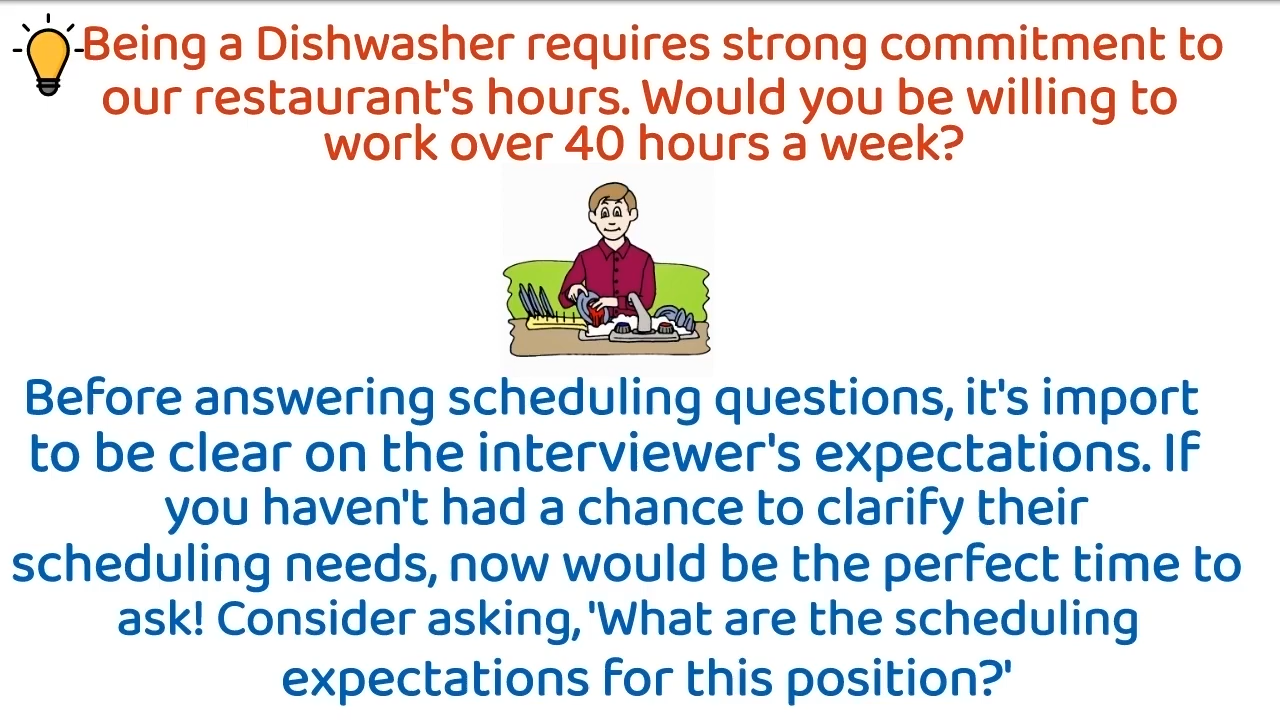 Being a Dishwasher requires strong commitment to
our restaurant's hours. Would you be willing to
work over 40 hours a week?
Before answering scheduling questions, it's import
to be clear on the interviewer's expectations. If
you haven't had a chance to clarify their
scheduling needs, now would be the perfect time to
ask! Consider asking, 'What are the scheduling
expectations for this position?'